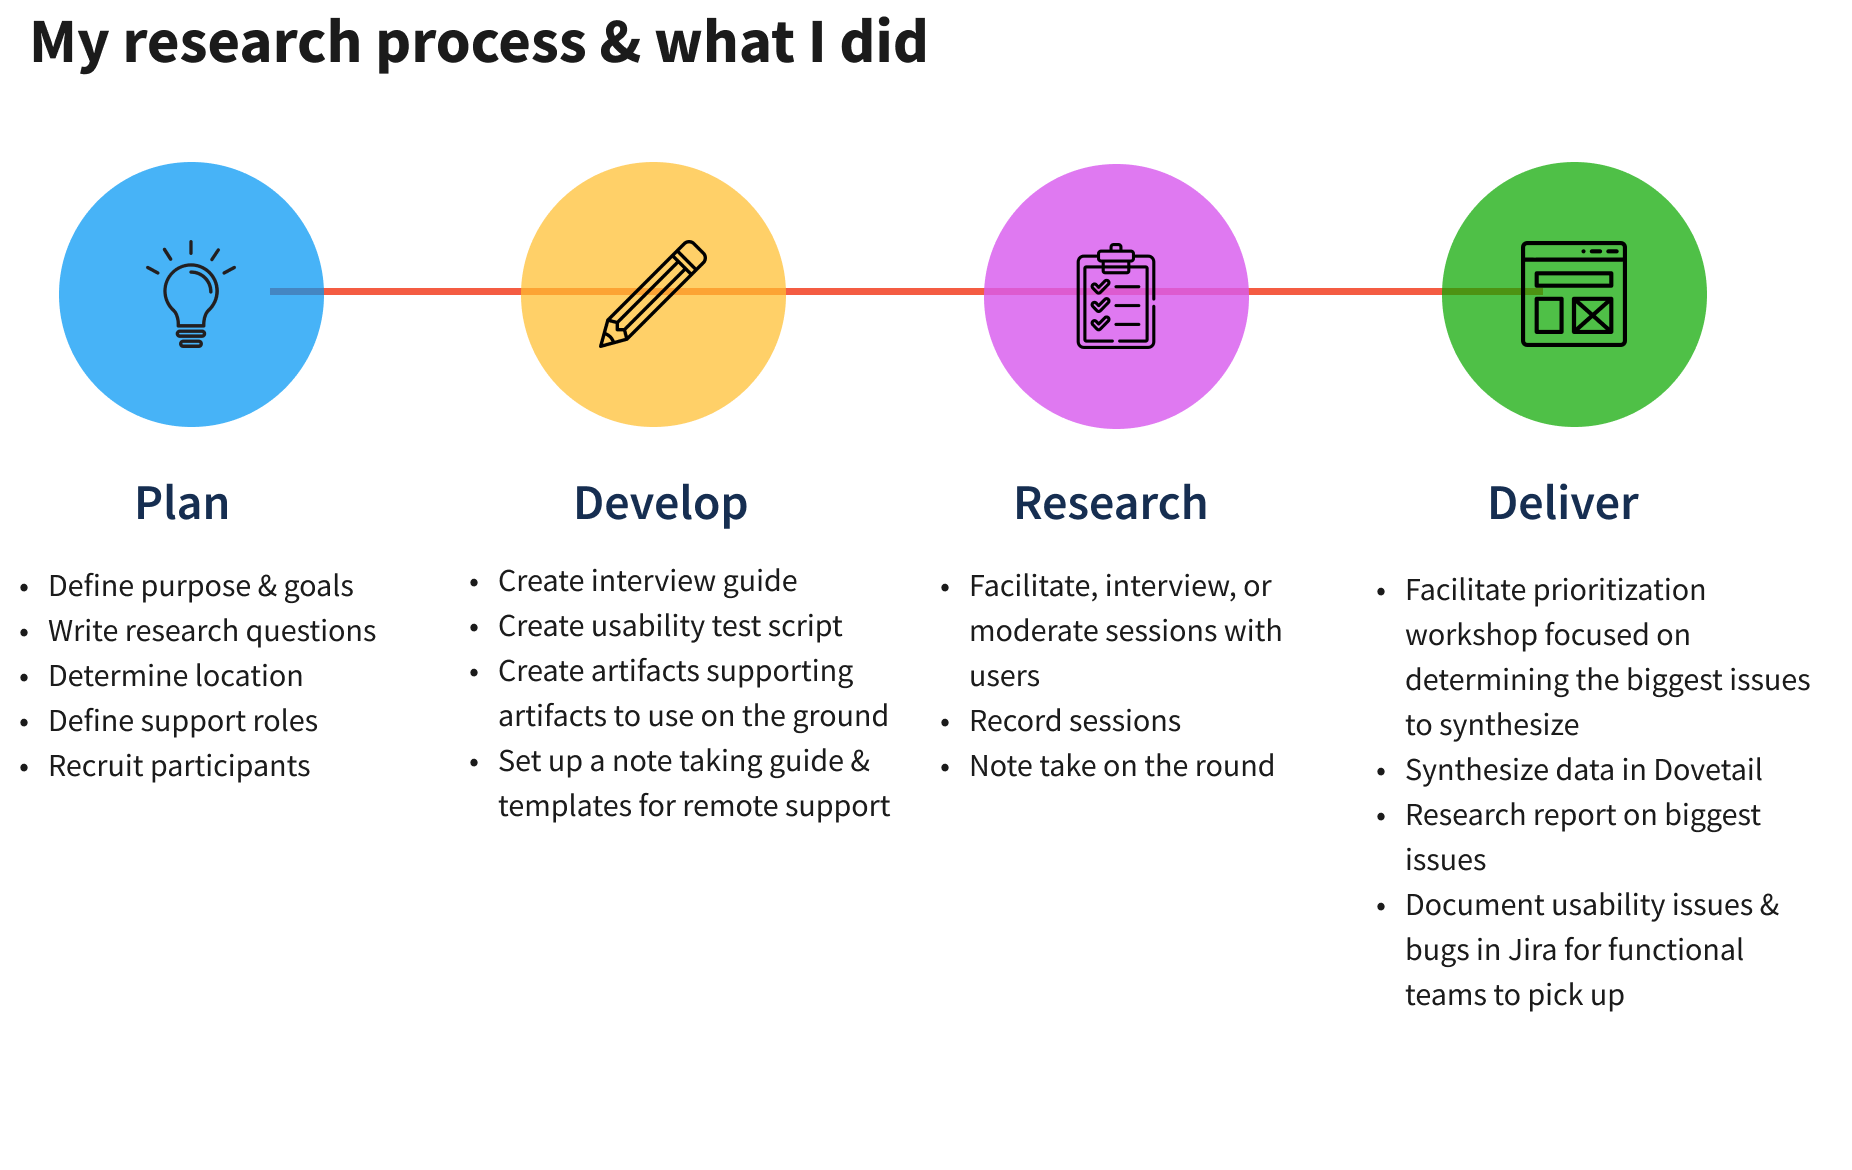 My research process & what I did
Plan
• Define purpose & goals
• Write research questions
• Determine location
• Define support roles
• Recruit participants
Develop
• Create interview guide
• Create usability test script
• Create artifacts supporting
artifacts to use on the ground
• Set up a note taking guide &
templates for remote support
Research
• Facilitate, interview, or
moderate sessions with
users
• Record sessions
• Note take on the round
Deliver
• Facilitate prioritization
workshop focused on
determining the biggest issues
to synthesize
• Synthesize data in Dovetail
• Research report on biggest
issues
• Document usability issues &
bugs in Jira for functional
teams to pick up